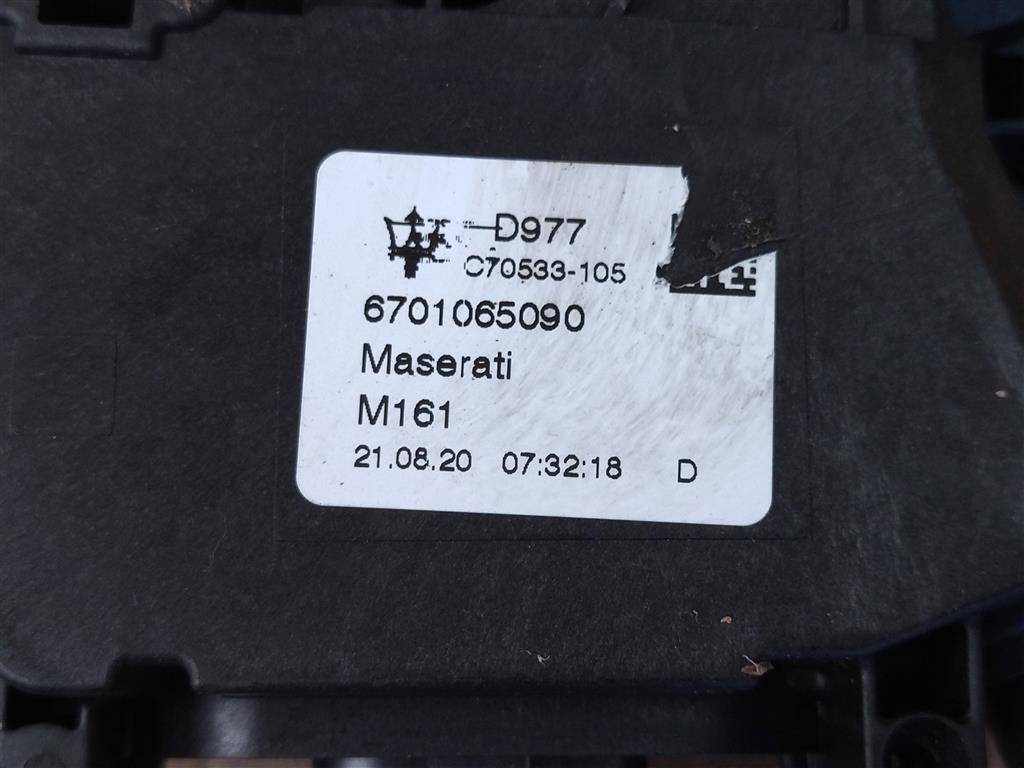 D977
C70533-105
6701065090
Maserati
M161
21.08.20 07:32:18 D